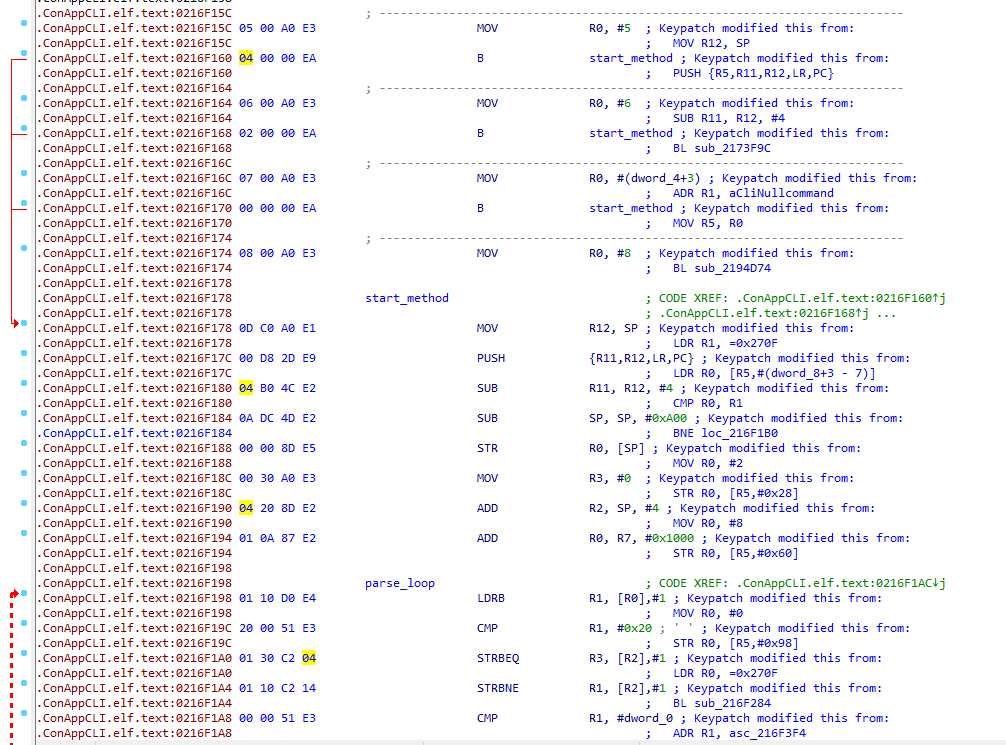 .ConAppCLI.elf.text:0216F15C ; ---------------------------------------------------------------------------
.ConAppCLI.elf.text:0216F15C 05 00 A0 E3 MOV R0, #5 ; Keypatch modified this from:
.ConAppCLI.elf.text:0216F15C ; MOV R12, SP
.ConAppCLI.elf.text:0216F160 04 00 00 EA B start_method ; Keypatch modified this from:
.ConAppCLI.elf.text:0216F160 ; PUSH {R5,R11,R12,LR,PC}
.ConAppCLI.elf.text:0216F164 ; ---------------------------------------------------------------------------
.ConAppCLI.elf.text:0216F164 06 00 A0 E3 MOV R0, #6 ; Keypatch modified this from:
.ConAppCLI.elf.text:0216F164 ; SUB R11, R12, #4
.ConAppCLI.elf.text:0216F168 02 00 00 EA B start_method ; Keypatch modified this from:
.ConAppCLI.elf.text:0216F168 ; BL sub_2173F9C
.ConAppCLI.elf.text:0216F16C ; ---------------------------------------------------------------------------
.ConAppCLI.elf.text:0216F16C 07 00 A0 E3 MOV R0, #(dword_4+3) ; Keypatch modified this from:
.ConAppCLI.elf.text:0216F16C ; ADR R1, aCliNullcommand
.ConAppCLI.elf.text:0216F170 00 00 00 EA B start_method ; Keypatch modified this from:
.ConAppCLI.elf.text:0216F170 ; MOV R5, R0
.ConAppCLI.elf.text:0216F174 ; ---------------------------------------------------------------------------
.ConAppCLI.elf.text:0216F174 08 00 A0 E3 MOV R0, #8 ; Keypatch modified this from:
.ConAppCLI.elf.text:0216F174 ; BL sub_2194D74
.ConAppCLI.elf.text:0216F178
.ConAppCLI.elf.text:0216F178 start_method ; CODE XREF: .ConAppCLI.elf.text:0216F160↑j
.ConAppCLI.elf.text:0216F178 ; .ConAppCLI.elf.text:0216F168↑j ...
.ConAppCLI.elf.text:0216F178 0D C0 A0 E1 MOV R12, SP ; Keypatch modified this from:
.ConAppCLI.elf.text:0216F178 ; LDR R1, =0x270F
.ConAppCLI.elf.text:0216F17C 00 D8 2D E9 PUSH {R11,R12,LR,PC} ; Keypatch modified this from:
.ConAppCLI.elf.text:0216F17C ; LDR R0, [R5,#(dword_8+3 - 7)]
.ConAppCLI.elf.text:0216F180 04 B0 4C E2 SUB R11, R12, #4 ; Keypatch modified this from:
.ConAppCLI.elf.text:0216F180 ; CMP R0, R1
.ConAppCLI.elf.text:0216F184 0A DC 4D E2 SUB SP, SP, #0xA00 ; Keypatch modified this from:
.ConAppCLI.elf.text:0216F184 ; BNE loc_216F1B0
.ConAppCLI.elf.text:0216F188 00 00 8D E5 STR R0, [SP] ; Keypatch modified this from:
.ConAppCLI.elf.text:0216F188 ; MOV R0, #2
.ConAppCLI.elf.text:0216F18C 00 30 A0 E3 MOV R3, #0 ; Keypatch modified this from:
.ConAppCLI.elf.text:0216F18C ; STR R0, [R5,#0x28]
.ConAppCLI.elf.text:0216F190 04 20 8D E2 ADD R2, SP, #4 ; Keypatch modified this from:
.ConAppCLI.elf.text:0216F190 ; MOV R0, #8
.ConAppCLI.elf.text:0216F194 01 0A 87 E2 ADD R0, R7, #0x1000 ; Keypatch modified this from:
.ConAppCLI.elf.text:0216F194 ; STR R0, [R5,#0x60]
.ConAppCLI.elf.text:0216F198
.ConAppCLI.elf.text:0216F198 parse_loop ; CODE XREF: .ConAppCLI.elf.text:0216F1AC↓j
.ConAppCLI.elf.text:0216F198 01 10 D0 E4 LDRB R1, [R0],#1 ; Keypatch modified this from:
.ConAppCLI.elf.text:0216F198 ; MOV R0, #0
.ConAppCLI.elf.text:0216F19C 20 00 51 E3 CMP R1, #0x20 ; ' ' ; Keypatch modified this from:
.ConAppCLI.elf.text:0216F19C ; STR R0, [R5,#0x98]
.ConAppCLI.elf.text:0216F1A0 01 30 C2 04 STRBEQ R3, [R2],#1 ; Keypatch modified this from:
.ConAppCLI.elf.text:0216F1A0 ; LDR R0, =0x270F
.ConAppCLI.elf.text:0216F1A4 01 10 C2 14 STRBNE R1, [R2],#1 ; Keypatch modified this from:
.ConAppCLI.elf.text:0216F1A4 ; BL sub_216F284
.ConAppCLI.elf.text:0216F1A8 00 00 51 E3 CMP R1, #dword_0 ; Keypatch modified this from:
.ConAppCLI.elf.text:0216F1A8 ; ADR R1, asc_216F3F4